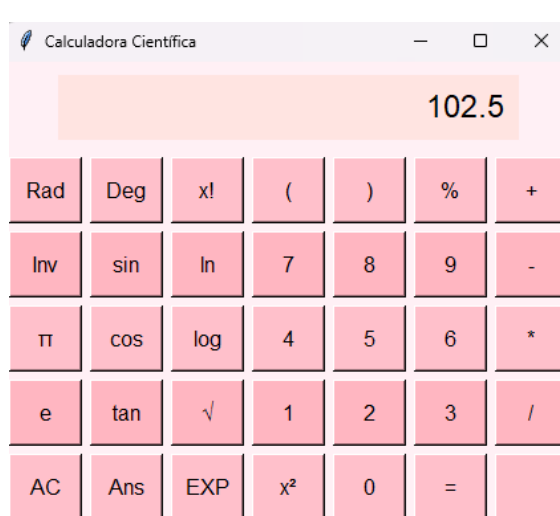 Calculadora Científica
102.5
Rad Deg x! ( ) % +
Inv sin ln 7 8 9 -
π cos log 4 5 6 *
e tan √ 1 2 3 /
AC Ans EXP x² 0 =